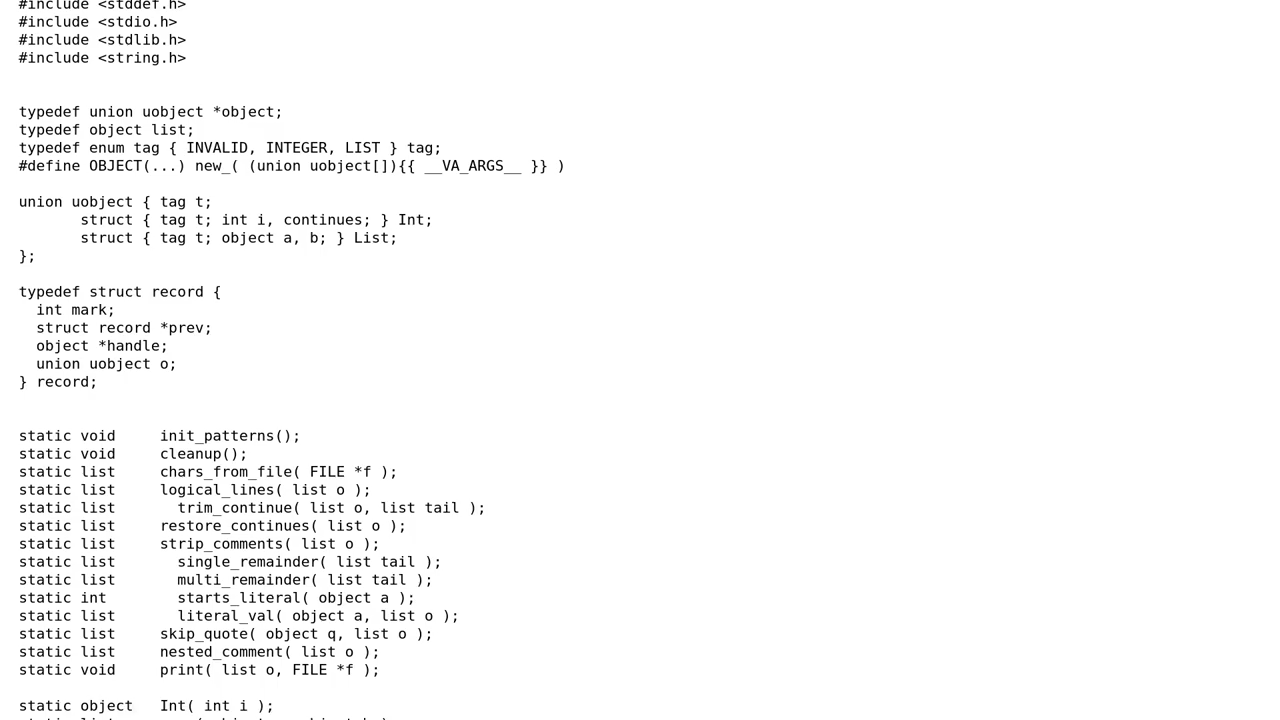 #include <stddef.h>
#include <stdio.h>
#include <stdlib.h>
#include <string.h>
typedef union uobject *object;
typedef object list;
typedef enum tag { INVALID, INTEGER, LIST } tag;
#define OBJECT(...) new_( (union uobject[]){{ __VA_ARGS__ }} )
union uobject { tag t;
struct { tag t; int i, continues; } Int;
struct { tag t; object a, b; } List;
};
typedef struct record {
int mark;
struct record *prev;
object *handle;
union uobject o;
} record;
static void init_patterns();
static void cleanup();
static list chars_from_file( FILE *f );
static list logical_lines( list o );
static list trim_continue( list o, list tail );
static list restore_continues( list o );
static list strip_comments( list o );
static list single_remainder( list tail );
static list multi_remainder( list tail );
static int starts_literal( object a );
static list literal_val( object a, list o );
static list skip_quote( object q, list o );
static list nested_comment( list o );
static void print( list o, FILE *f );
static object Int( int i );